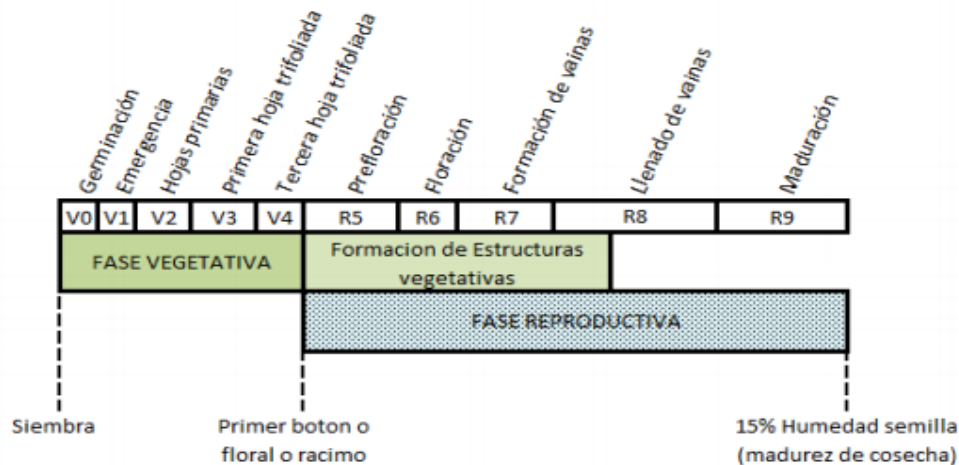 Germinación
Emergencia
Hojas primarias
Primera hoja trifoliada
Tercera hoja trifoliada
Prefloración
Floración
Formación de vainas
Llenado de vainas
Maduración
V0 V1 V2 V3 V4 R5 R6 R7 R8 R9
FASE VEGETATIVA
Formacion de Estructuras
vegetativas
FASE REPRODUCTIVA
Siembra
Primer boton o
floral o racimo
15% Humedad semilla
(madurez de cosecha)